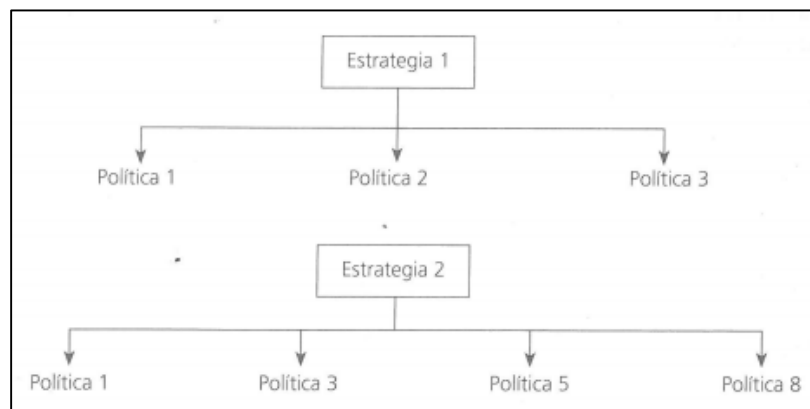 Estrategia 1
Política 1 Política 2 Política 3
Estrategia 2
Política 1 Política 3 Política 5 Política 8